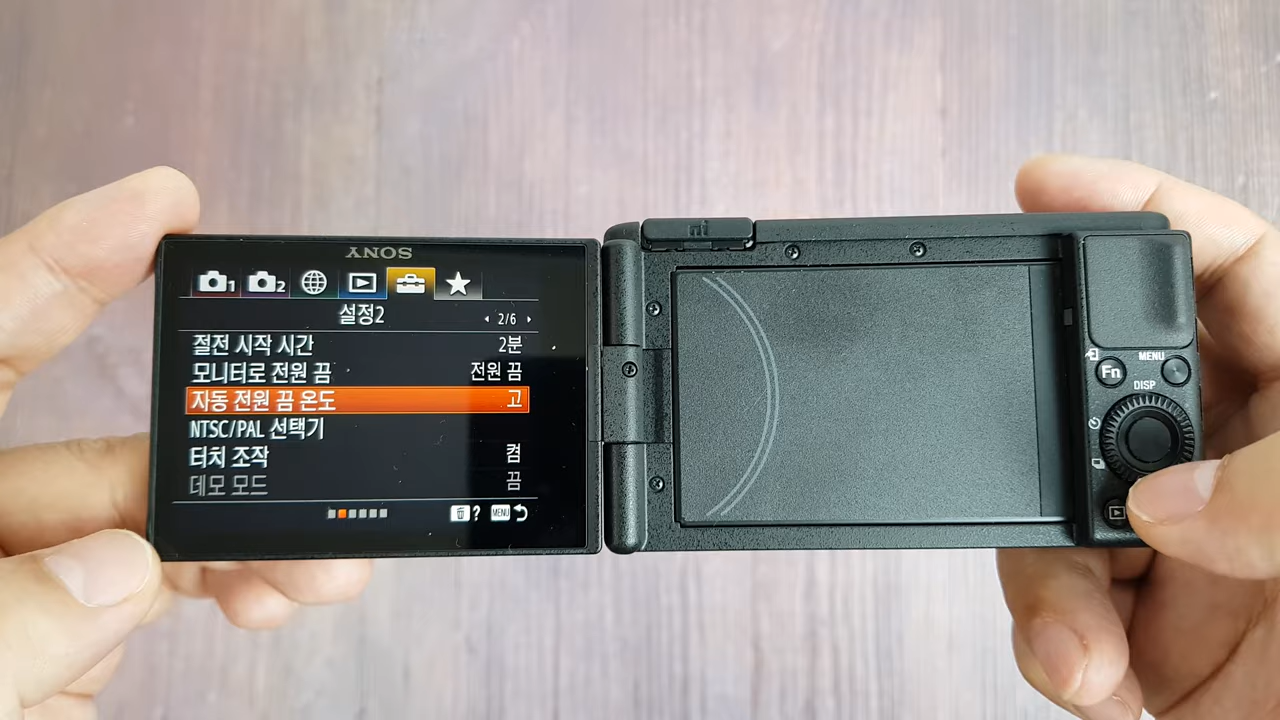 SONY
1 2
설정2 2/6
절전 시작 시간 2분
모니터로 전원 끔 전원 끔
자동 전원 끔 온도 고
NTSC/PAL 선택기
터치 조작 켬
데모 모드 끔
? MENU
MENU
Fn
DISP